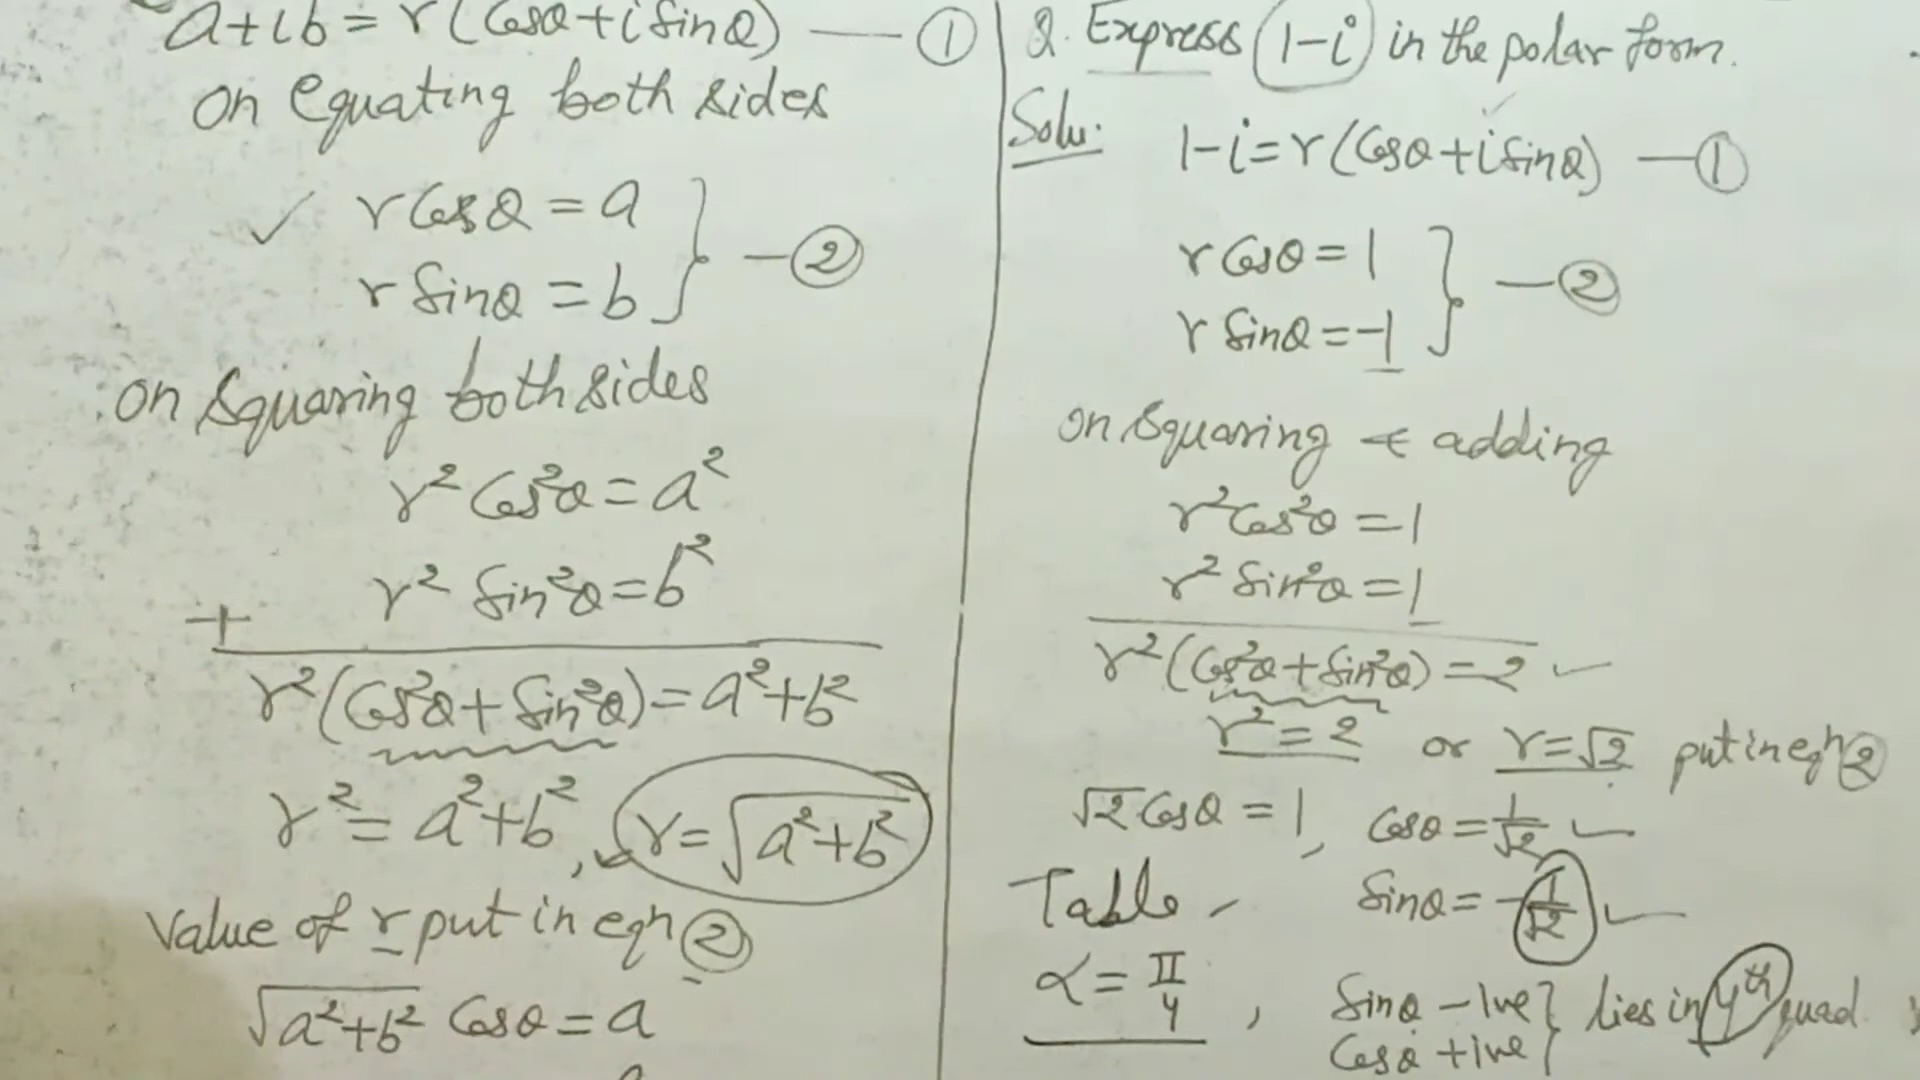 a+ib = r(Cosθ+i Sinθ) — ①
on equating both sides
✓ rCosθ = a
r Sinθ = b } — ②
on Squaring both sides
r² Cos²θ = a²
r² Sin²θ = b²
+
r²(Cos²θ + Sin²θ) = a²+b²
r² = a²+b², r = √a²+b²
Value of r put in eqn ②
√a²+b² Cosθ = a
Q. Express 1-i in the polar form.
Solu:
1-i = r(Cosθ+i Sinθ) — ①
r Cosθ = 1
r Sinθ = -1 } — ②
on Squaring & adding
r²Cos²θ = 1
r² Sin²θ = 1
r²(Cos²θ+Sin²θ) = 2
r² = 2 or r = √2 put in eqn ②
√2 Cosθ = 1, Cosθ = 1/√2
Table, Sinθ = -1/√2
α = π/4, Sinθ -ive } lies in 4th quad
Cosθ +ive